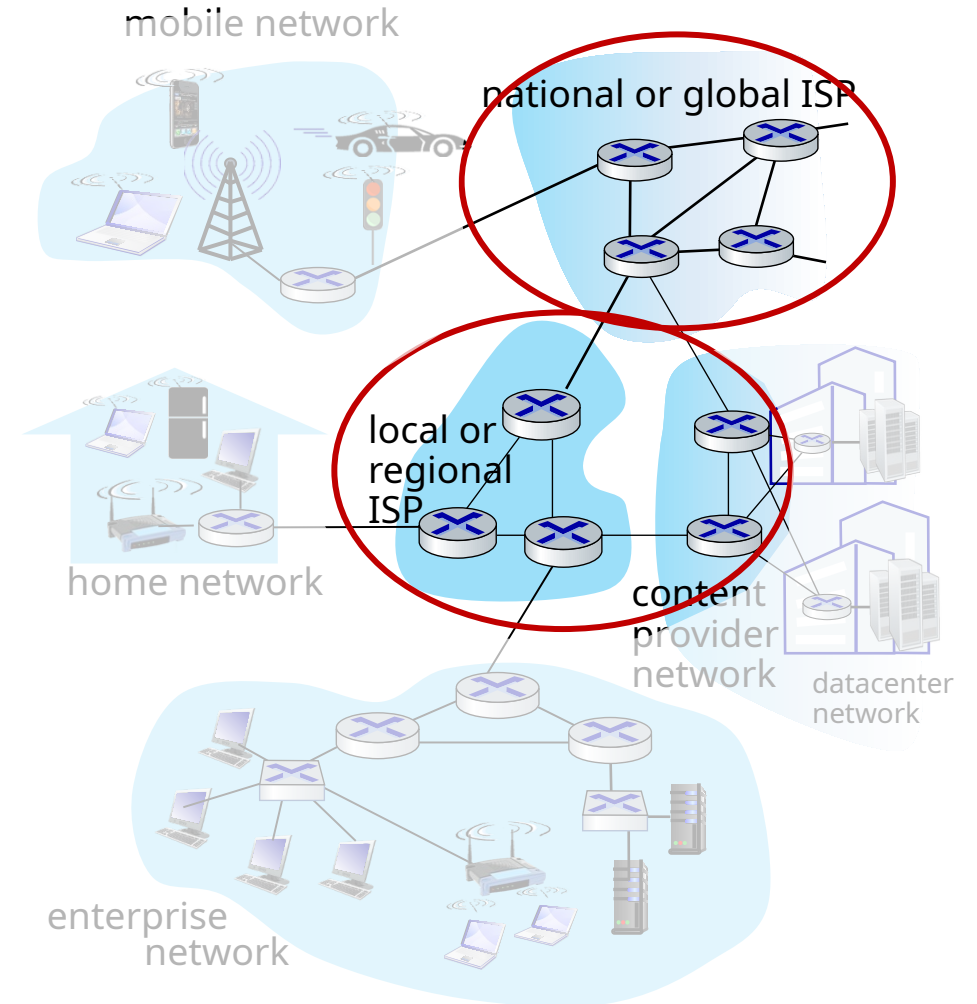 mobile network
national or global ISP
local or
regional
ISP
home network
content
provider
network
datacenter
network
enterprise
network